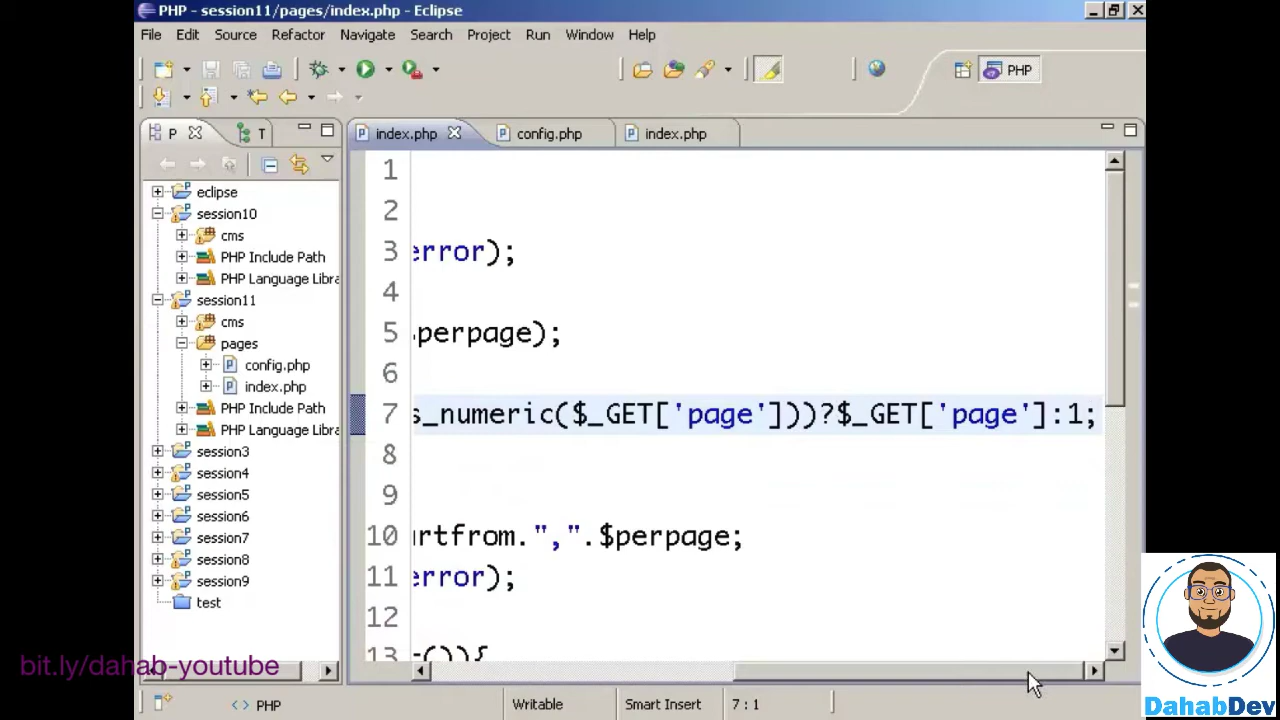 PHP - session11/pages/index.php - Eclipse
File Edit Source Refactor Navigate Search Project Run Window Help
PHP
P T
index.php config.php index.php
eclipse
session10
cms
PHP Include Path
PHP Language Libra
session11
cms
pages
config.php
index.php
PHP Include Path
PHP Language Libra
session3
session4
session5
session6
session7
session8
session9
test
1
2
3 error);
4
5 perpage);
6
7 s_numeric($_GET['page']))?$_GET['page']:1;
8
9
10 artfrom.",".$perpage;
11 error);
12
13 ()){
bit.ly/dahab-youtube
<> PHP Writable Smart Insert 7 : 1
DahabDev